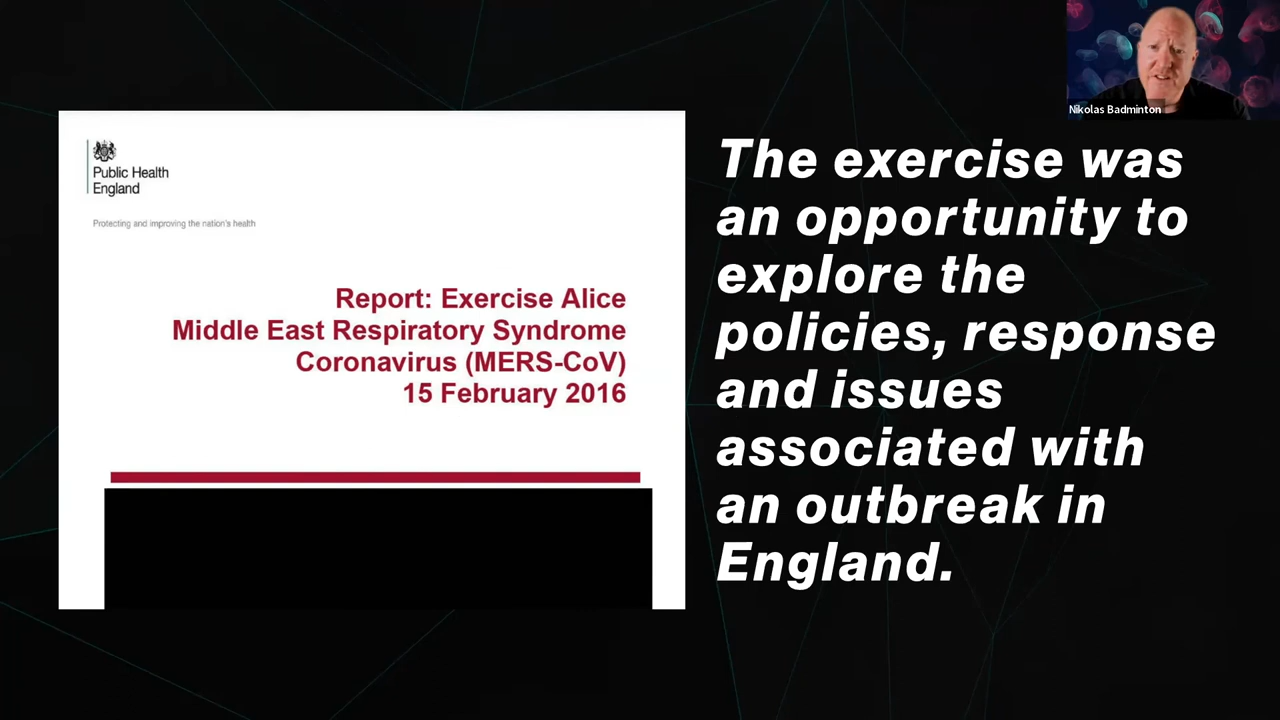 Nikolas Badminton
Public Health
England
Protecting and improving the nation's health
Report: Exercise Alice
Middle East Respiratory Syndrome
Coronavirus (MERS-CoV)
15 February 2016
The exercise was
an opportunity to
explore the
policies, response
and issues
associated with
an outbreak in
England.